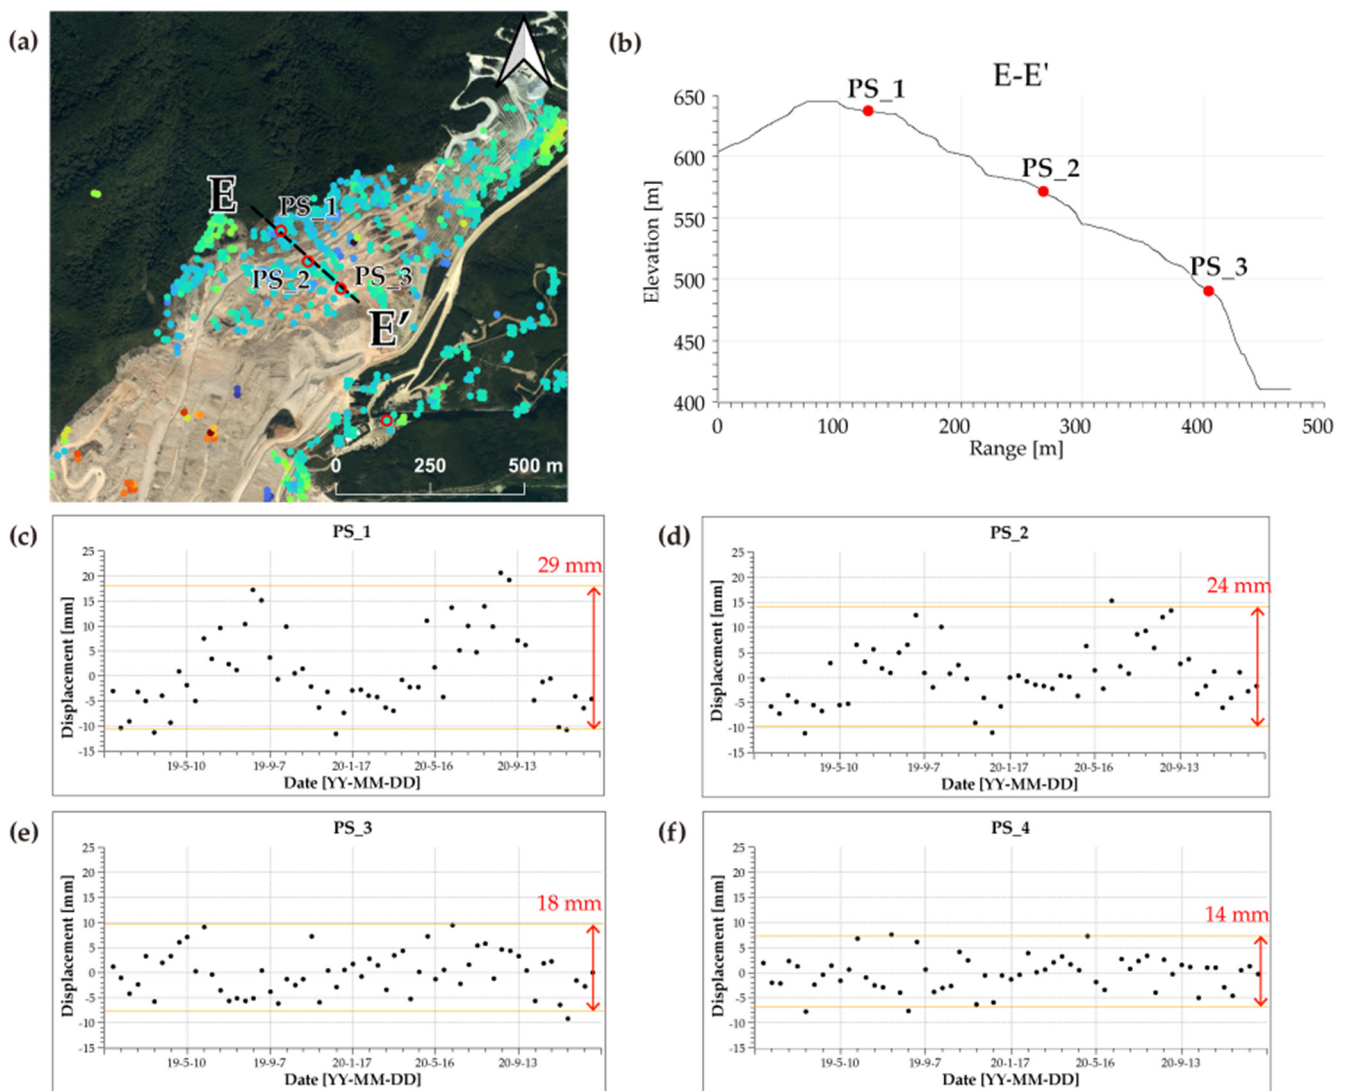 (a)
E
PS_1
PS_2
PS_3
E′
0 250 500 m
(b)
E-E'
PS_1
PS_2
PS_3
650
600
550
500
450
400
Elevation [m]
0 100 200 300 400 500
Range [m]
(c)
PS_1
29 mm
25
20
15
10
5
0
-5
-10
-15
Displacement [mm]
19-5-10 19-9-7 20-1-17 20-5-16 20-9-13
Date [YY-MM-DD]
(d)
PS_2
24 mm
25
20
15
10
5
0
-5
-10
-15
Displacement [mm]
19-5-10 19-9-7 20-1-17 20-5-16 20-9-13
Date [YY-MM-DD]
(e)
PS_3
18 mm
25
20
15
10
5
0
-5
-10
-15
Displacement [mm]
19-5-10 19-9-7 20-1-17 20-5-16 20-9-13
Date [YY-MM-DD]
(f)
PS_4
14 mm
25
20
15
10
5
0
-5
-10
-15
Displacement [mm]
19-5-10 19-9-7 20-1-17 20-5-16 20-9-13
Date [YY-MM-DD]